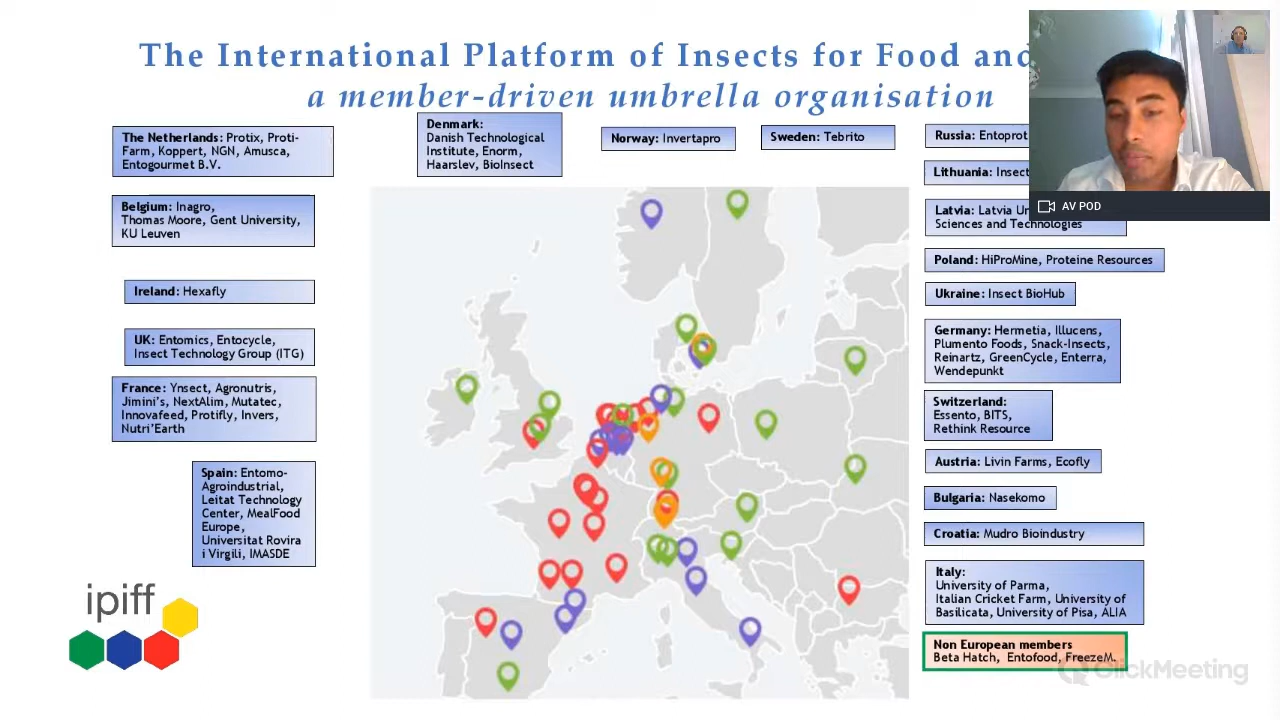 The International Platform of Insects for Food and
a member-driven umbrella organisation
The Netherlands: Protix, Proti-
Farm, Koppert, NGN, Amusca,
Entogourmet B.V.
Denmark:
Danish Technological
Institute, Enorm,
Haarslev, BioInsect
Norway: Invertapro
Sweden: Tebrito
Russia: Entoprot
Lithuania: Insect
Latvia: Latvia
Sciences and Technologies
AV POD
Belgium: Inagro,
Thomas Moore, Gent University,
KU Leuven
Ireland: Hexafly
UK: Entomics, Entocycle,
Insect Technology Group (ITG)
France: Ynsect, Agronutris,
Jimini's, NextAlim, Mutatec,
Innovafeed, Protifly, Invers,
Nutri'Earth
Spain: Entomo-
Agroindustrial,
Leitat Technology
Center, MealFood
Europe,
Universitat Rovira
i Virgili, IMASDE
Poland: HiProMine, Proteine Resources
Ukraine: Insect BioHub
Germany: Hermetia, Illucens,
Plumento Foods, Snack-Insects,
Reinartz, GreenCycle, Enterra,
Wendepunkt
Switzerland:
Essento, BITS,
Rethink Resource
Austria: Livin Farms, Ecofly
Bulgaria: Nasekomo
Croatia: Mudro Bioindustry
Italy:
University of Parma,
Italian Cricket Farm, University of
Basilicata, University of Pisa, ALIA
Non European members
Beta Hatch, Entofood, FreezeM.
ipiff
ClickMeeting